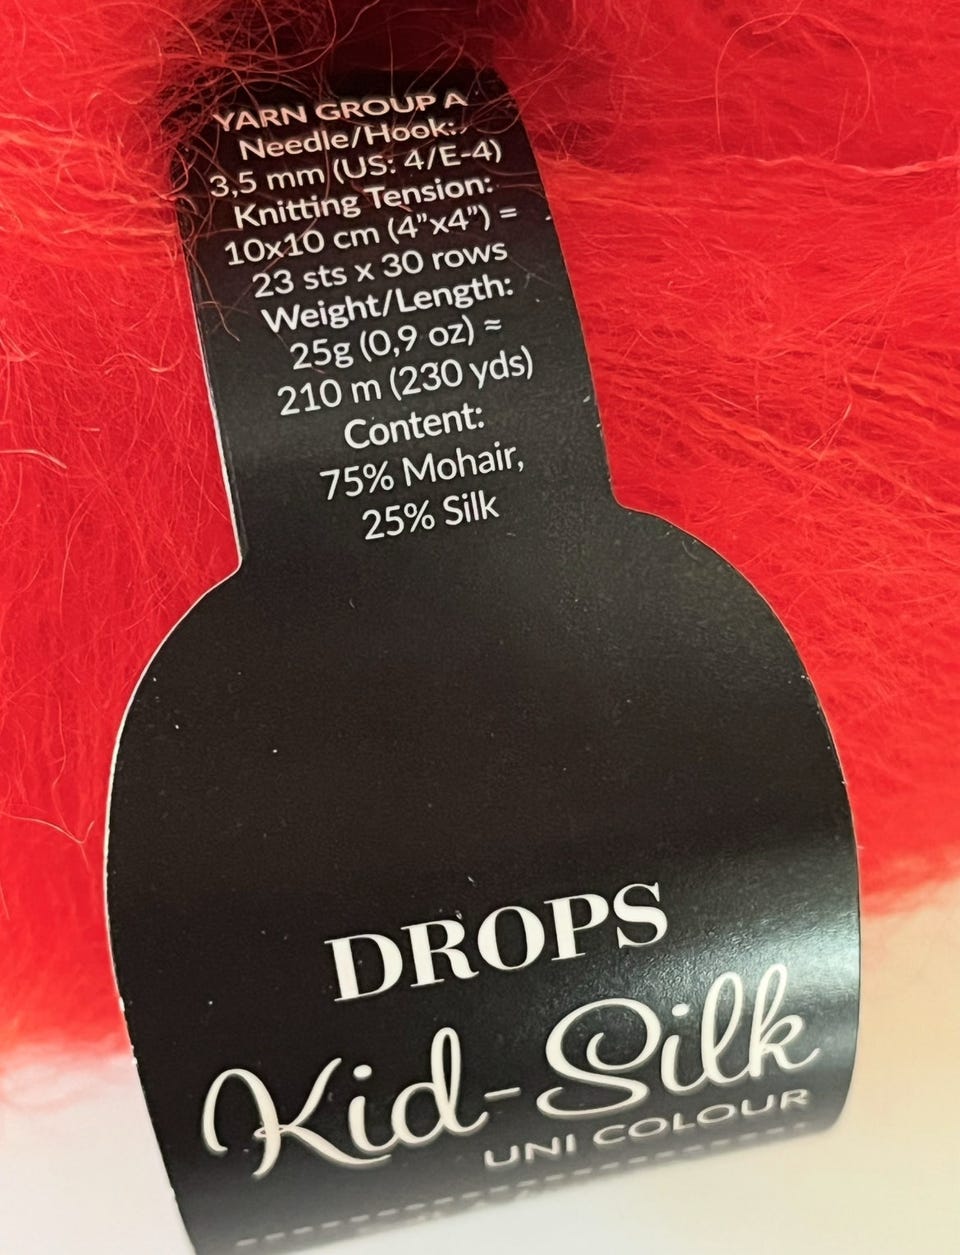 YARN GROUP A
Needle/Hook:
3,5 mm (US: 4/E-4)
Knitting Tension:
10x10 cm (4”x4”) =
23 sts x 30 rows
Weight/Length:
25g (0,9 oz) ≈
210 m (230 yds)
Content:
75% Mohair,
25% Silk
DROPS
Kid-Silk
UNI COLOUR